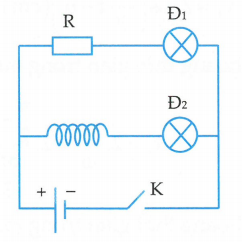 R Đ₁
Đ₂
+ − K